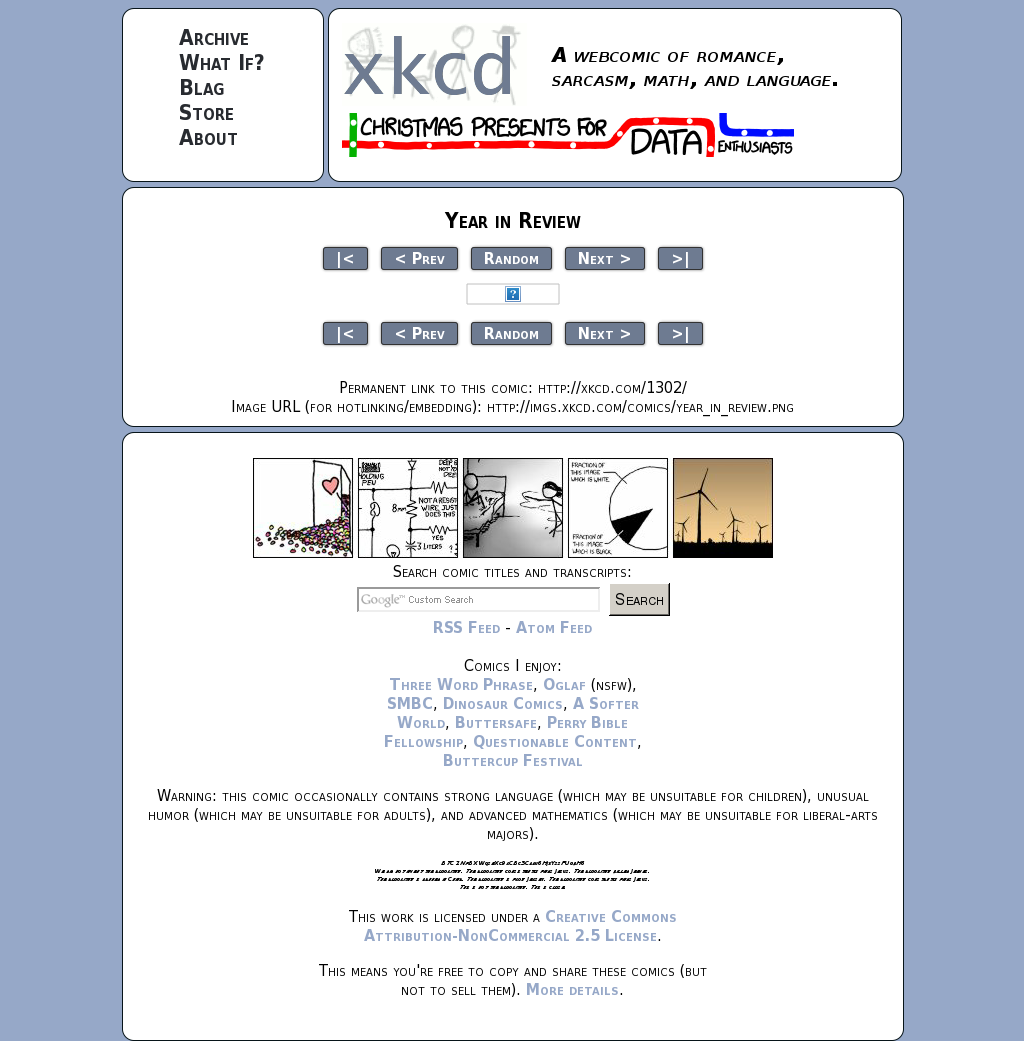 Archive
What If?
Blag
Store
About
xkcd
A webcomic of romance,
sarcasm, math, and language.
CHRISTMAS PRESENTS FOR DATA ENTHUSIASTS
Year in Review
|< < Prev Random Next > >|
?
|< < Prev Random Next > >|
Permanent link to this comic: http://xkcd.com/1302/
Image URL (for hotlinking/embedding): http://imgs.xkcd.com/comics/year_in_review.png
NOT A RESIST
WIRE JUST
DOES THIS
YES
3 LITERS
FRACTION OF
THIS IMAGE
WHICH IS WHITE
FRACTION OF
THIS IMAGE
WHICH IS BLACK
Search comic titles and transcripts:
Google™ Custom Search Search
RSS Feed - Atom Feed
Comics I enjoy:
Three Word Phrase, Oglaf (nsfw),
SMBC, Dinosaur Comics, A Softer
World, Buttersafe, Perry Bible
Fellowship, Questionable Content,
Buttercup Festival
Warning: this comic occasionally contains strong language (which may be unsuitable for children), unusual
humor (which may be unsuitable for adults), and advanced mathematics (which may be unsuitable for liberal-arts
majors).
This work is licensed under a Creative Commons
Attribution-NonCommercial 2.5 License.
This means you're free to copy and share these comics (but
not to sell them). More details.